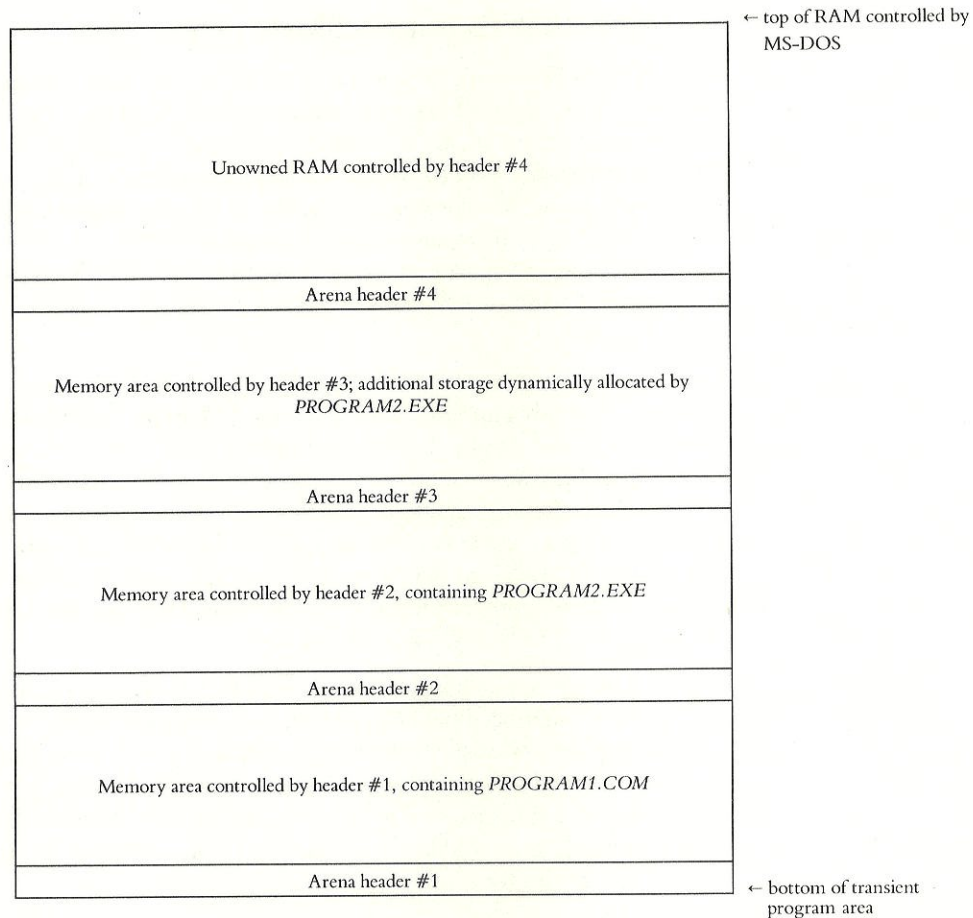 ← top of RAM controlled by
MS-DOS
Unowned RAM controlled by header #4
Arena header #4
Memory area controlled by header #3; additional storage dynamically allocated by
PROGRAM2.EXE
Arena header #3
Memory area controlled by header #2, containing PROGRAM2.EXE
Arena header #2
Memory area controlled by header #1, containing PROGRAM1.COM
Arena header #1
← bottom of transient
program area